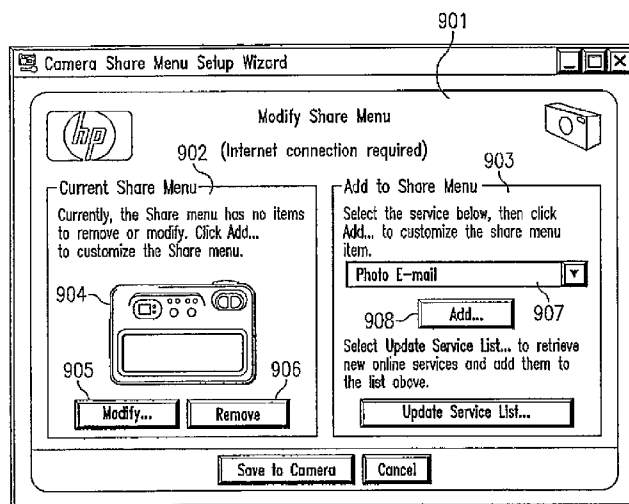 901
Camera Share Menu Setup Wizard
hp
Modify Share Menu
(Internet connection required)
902
903
Current Share Menu
Currently, the Share menu has no items
to remove or modify. Click Add...
to customize the Share menu.
904
905
906
Modify...
Remove
Add to Share Menu
Select the service below, then click
Add... to customize the share menu
item.
Photo E-mail
908
Add...
907
Select Update Service List... to retrieve
new online services and add them to
the list above.
Update Service List...
Save to Camera
Cancel